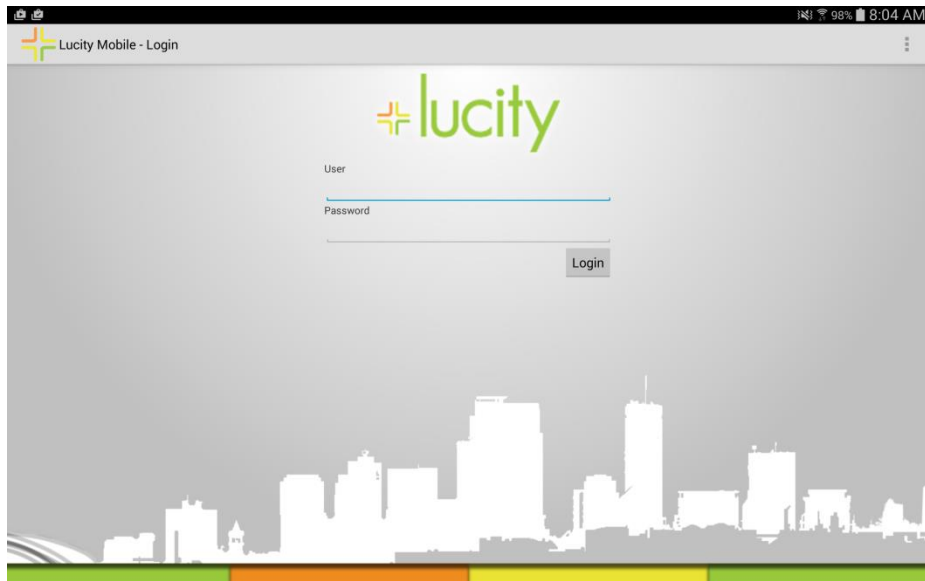 98% 8:04 AM
Lucity Mobile - Login
lucity
User
Password
Login